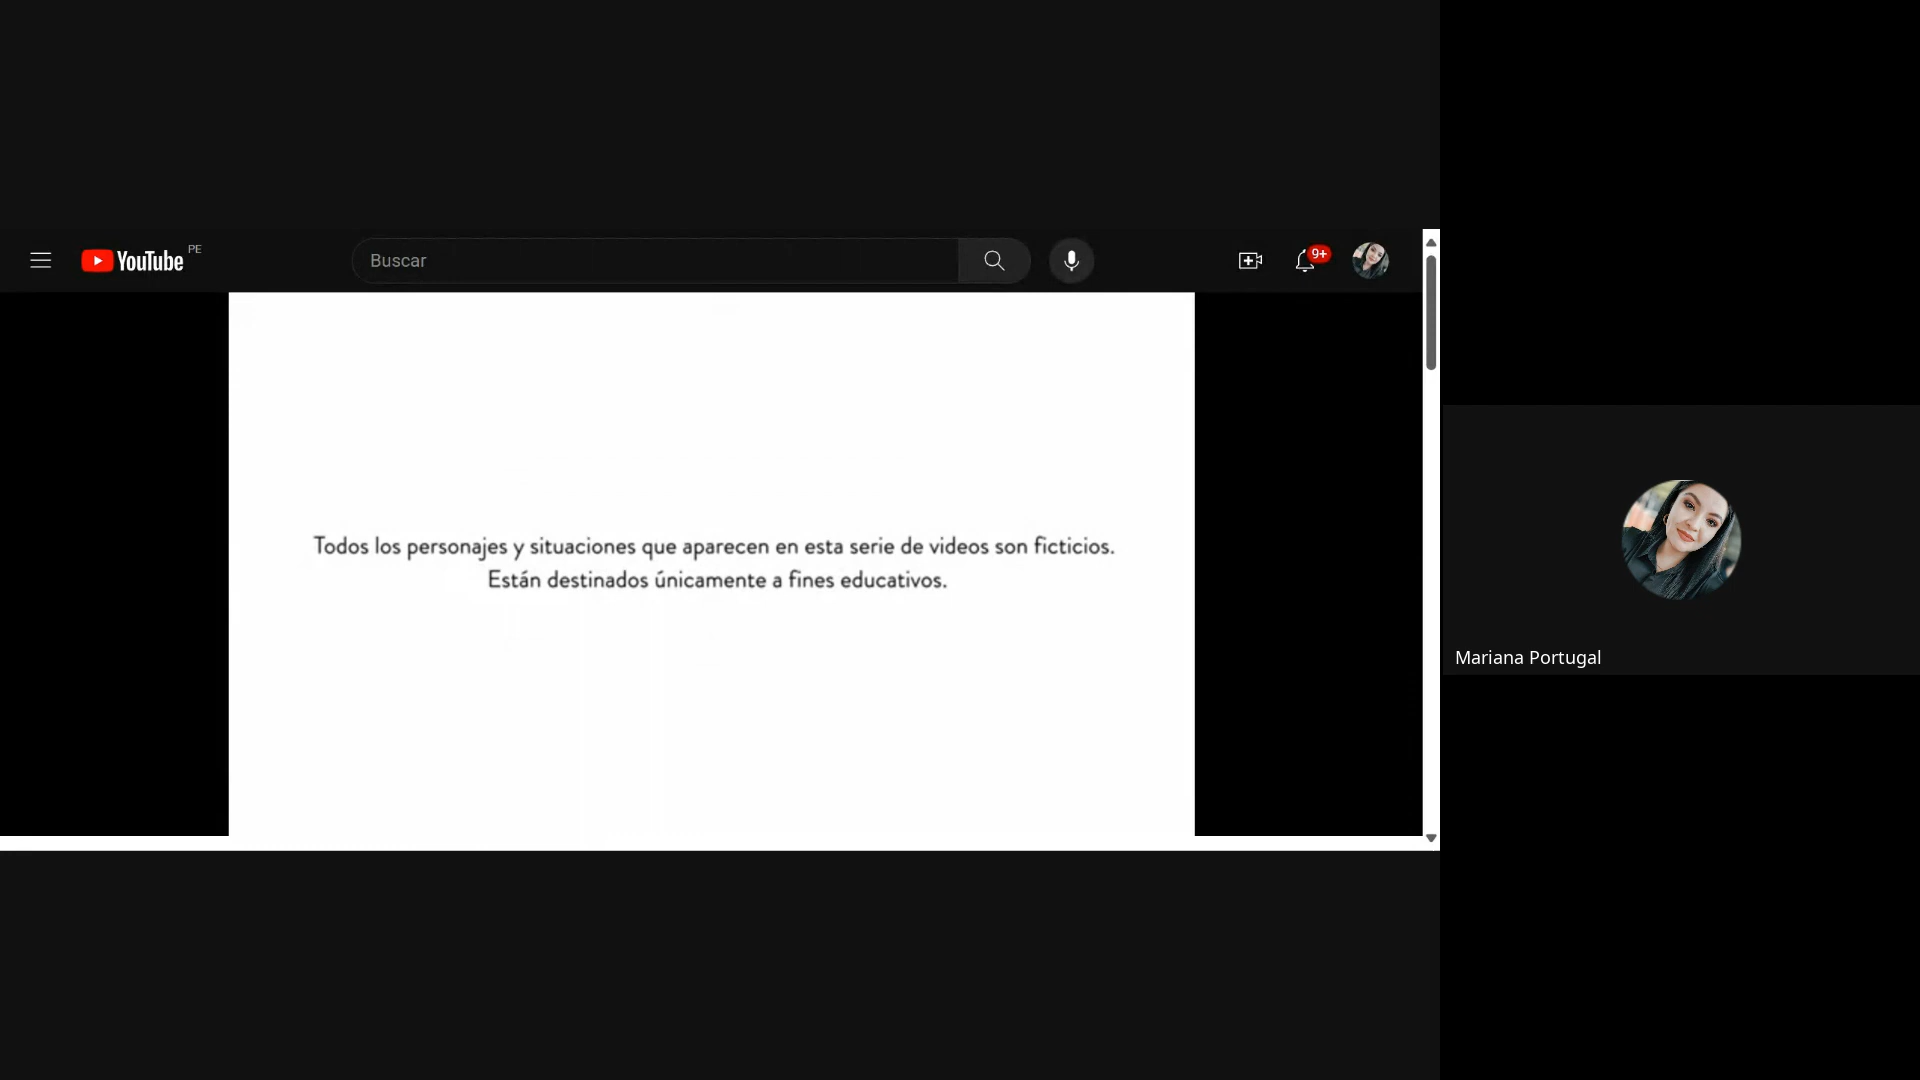 YouTube PE
Buscar
9+
Todos los personajes y situaciones que aparecen en esta serie de videos son ficticios.
Están destinados únicamente a fines educativos.
Mariana Portugal